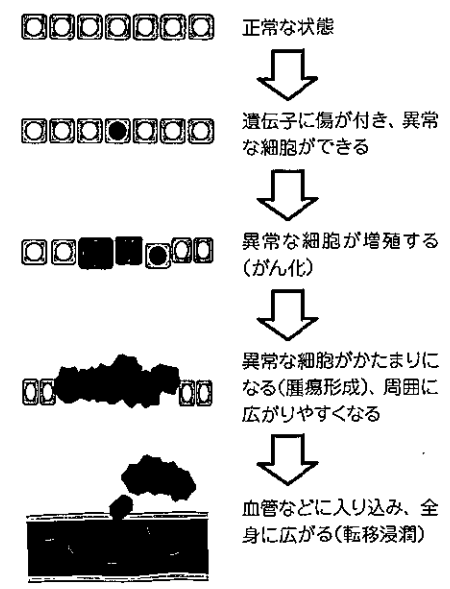 正常な状態
遺伝子に傷が付き、異常
な細胞ができる
異常な細胞が増殖する
(がん化)
異常な細胞がかたまりに
なる(腫瘍形成)、周囲に
広がりやすくなる
血管などに入り込み、全
身に広がる(転移浸潤)